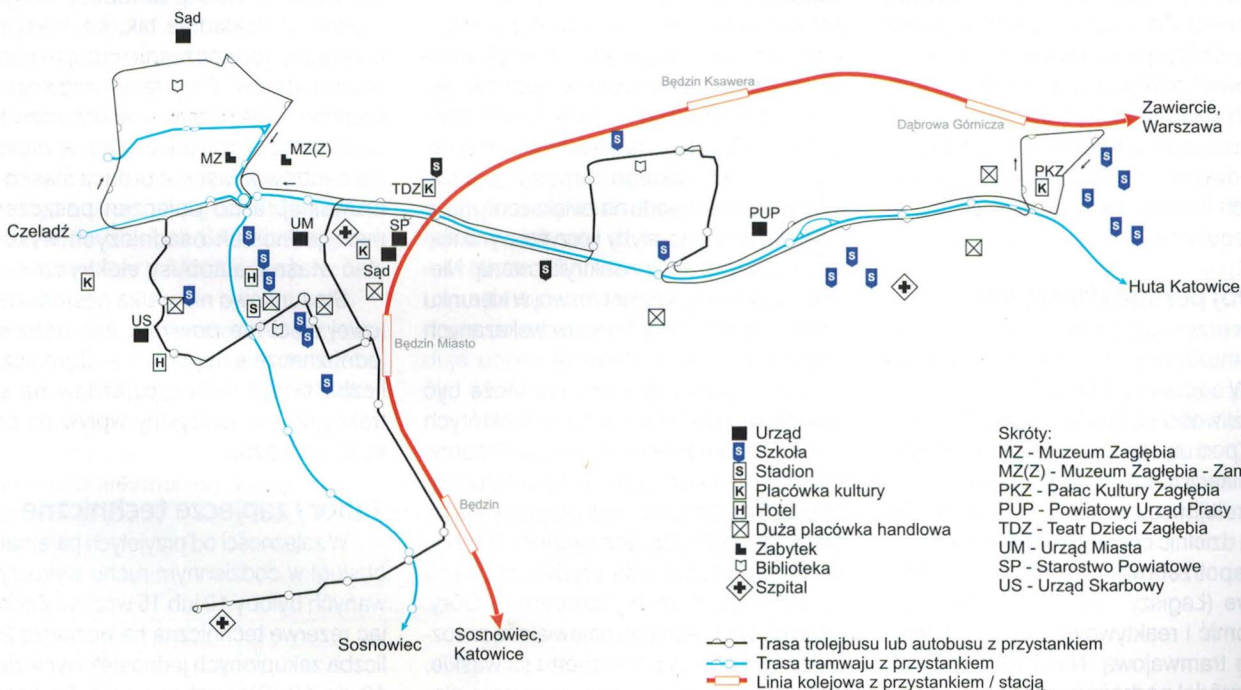 Sąd
Będzin Ksawera
Zawiercie,
Warszawa
Dąbrowa Górnicza
MZ
MZ(Z)
S
TDZ
K
S
PKZ
K
S
S
S
S
Czeladź
UM
SP
K
Sąd
PUP
S
S
S
S
S
S
S
S
Huta Katowice
K
S
H
S
US
H
S
S
S
Będzin Miasto
Będzin
Sosnowiec
Sosnowiec,
Katowice
Urząd
S Szkoła
S Stadion
K Placówka kultury
H Hotel
Duża placówka handlowa
Zabytek
Biblioteka
Szpital
Skróty:
MZ - Muzeum Zagłębia
MZ(Z) - Muzeum Zagłębia - Zam
PKZ - Pałac Kultury Zagłębia
PUP - Powiatowy Urząd Pracy
TDZ - Teatr Dzieci Zagłębia
UM - Urząd Miasta
SP - Starostwo Powiatowe
US - Urząd Skarbowy
Trasa trolejbusu lub autobusu z przystankiem
Trasa tramwaju z przystankiem
Linia kolejowa z przystankiem / stacją